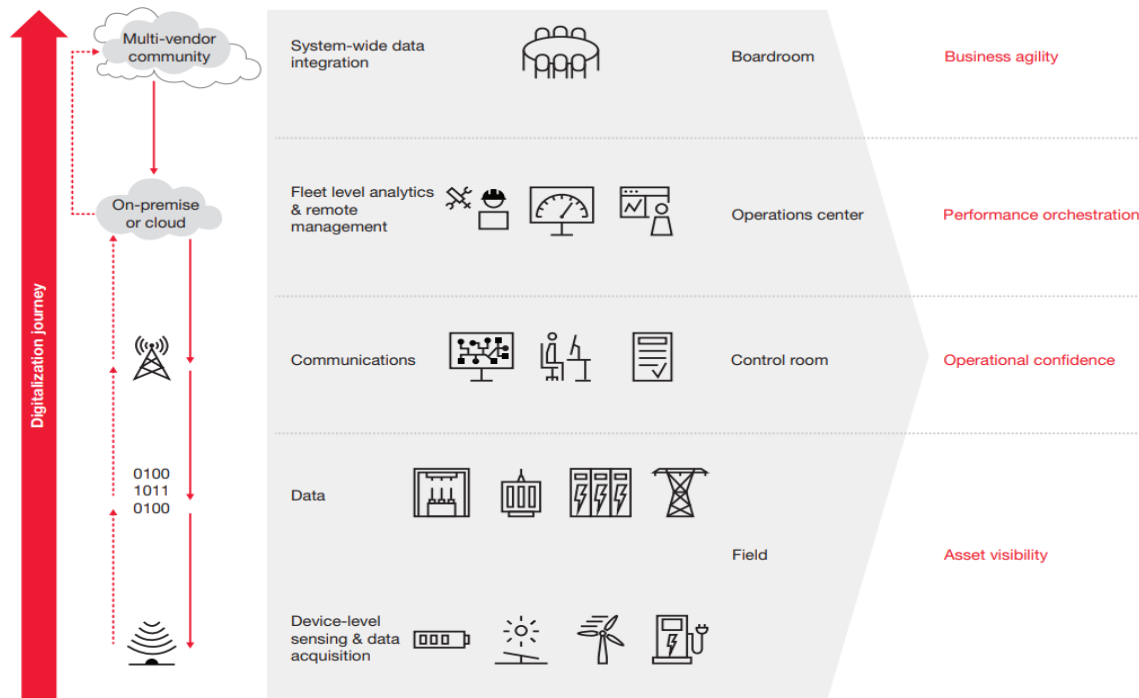 Multi-vendor
community
System-wide data
integration
Boardroom
Business agility
On-premise
or cloud
Fleet level analytics
& remote
management
Operations center
Performance orchestration
Digitalization journey
Communications
Control room
Operational confidence
0100
1011
0100
Data
Field
Asset visibility
Device-level
sensing & data
acquisition